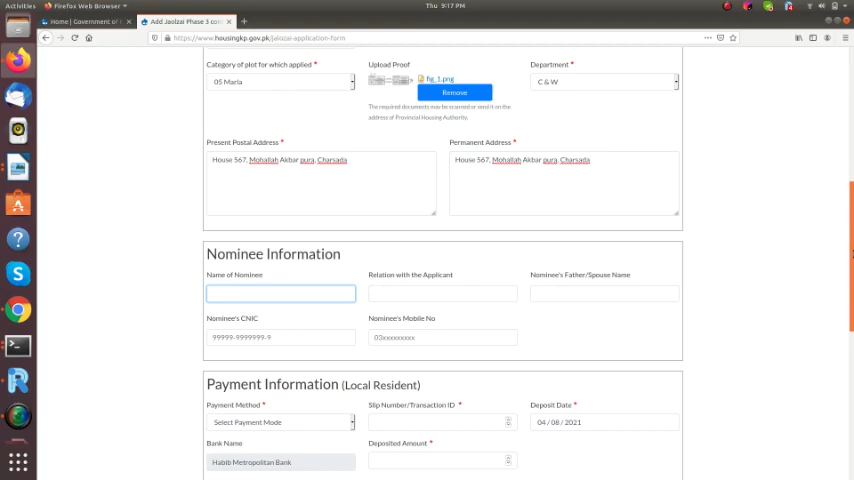 Activities Firefox Web Browser Thu 9:17 PM
Home | Government of
Add Jaolzai Phase 3 con
https://www.housingkp.gov.pk/jalozai-application-form
Category of plot for which applied * Upload Proof Department *
05 Marla fig_1.png C & W
Remove
The required documents may be scanned or send it on the
address of Provincial Housing Authority.
Present Postal Address * Permanent Address *
House 567, Mohallah Akbar pura, Charsada House 567, Mohallah Akbar pura, Charsada
Nominee Information
Name of Nominee Relation with the Applicant Nominee's Father/Spouse Name
Nominee's CNIC Nominee's Mobile No
99999-9999999-9 03xxxxxxxxx
Payment Information (Local Resident)
Payment Method * Slip Number/Transaction ID * Deposit Date *
Select Payment Mode 04 / 08 / 2021
Bank Name Deposited Amount *
Habib Metropolitan Bank